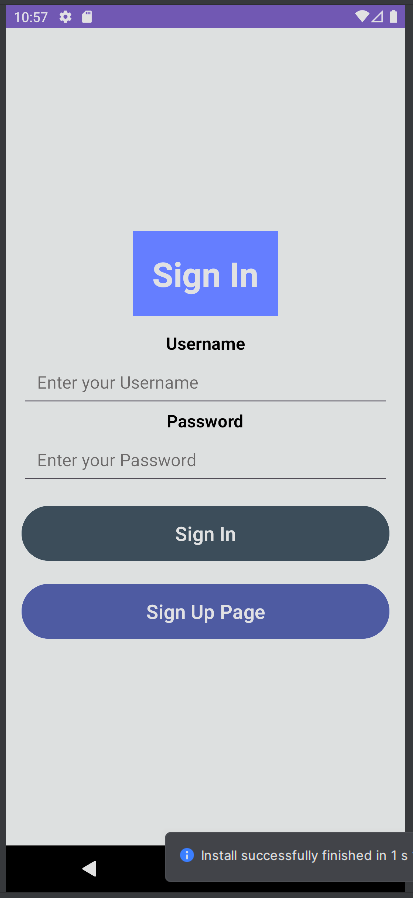 10:57
Sign In
Username
Enter your Username
Password
Enter your Password
Sign In
Sign Up Page
Install successfully finished in 1 s